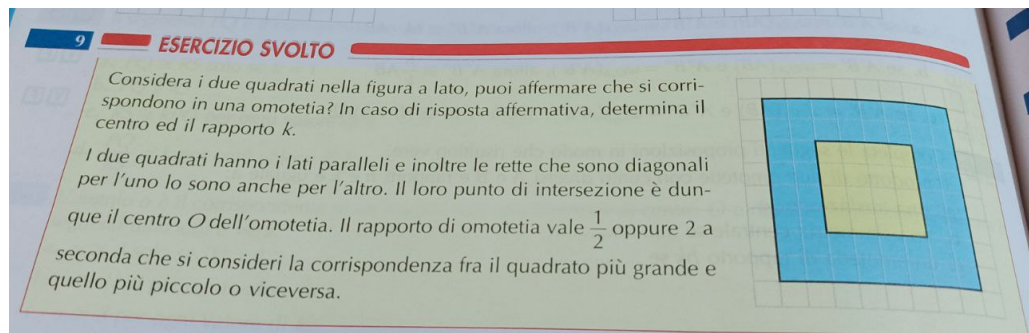 9 ESERCIZIO SVOLTO
Considera i due quadrati nella figura a lato, puoi affermare che si corri-
spondono in una omotetia? In caso di risposta affermativa, determina il
centro ed il rapporto k.
I due quadrati hanno i lati paralleli e inoltre le rette che sono diagonali
per l'uno lo sono anche per l'altro. Il loro punto di intersezione è dun-
que il centro O dell'omotetia. Il rapporto di omotetia vale 1/2 oppure 2 a
seconda che si consideri la corrispondenza fra il quadrato più grande e
quello più piccolo o viceversa.